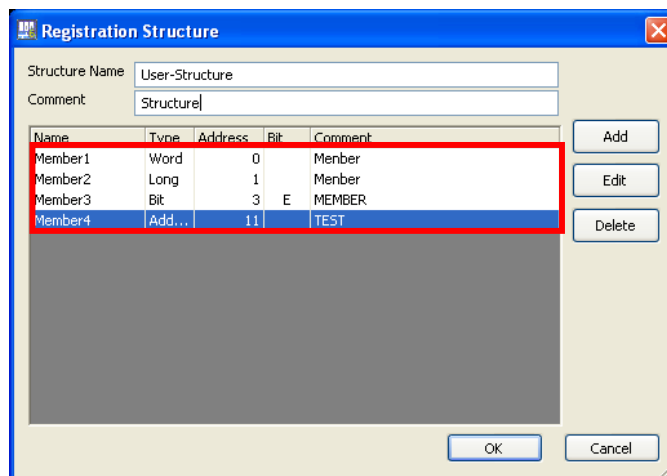 Registration Structure
Structure Name User-Structure
Comment Structure
Name Type Address Bit Comment
Member1 Word 0 Menber
Member2 Long 1 Menber
Member3 Bit 3 E MEMBER
Member4 Add... 11 TEST
Add
Edit
Delete
OK Cancel